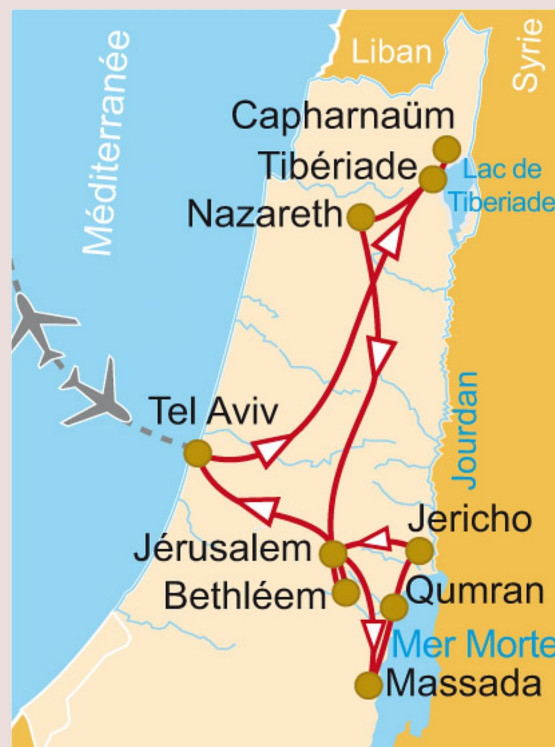 Liban
Syrie
Méditerranée
Capharnaüm
Tibériade
Lac de
Tiberiade
Nazareth
Tel Aviv
Jourdan
Jericho
Jérusalem
Bethléem
Qumran
Mer Morte
Massada